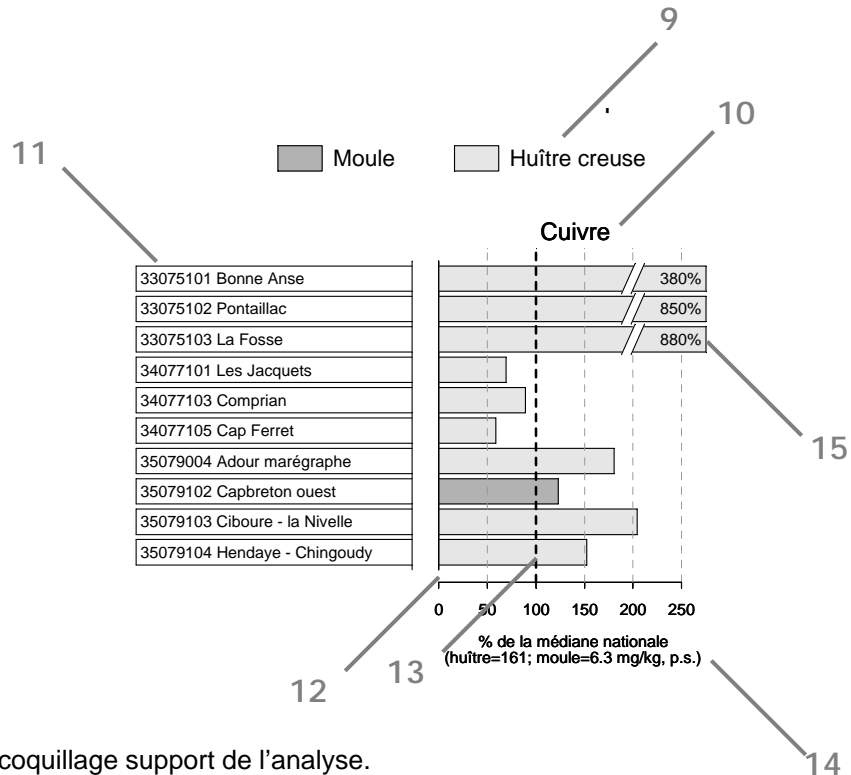 9
10
11
Moule
Huître creuse
Cuivre
33075101 Bonne Anse
380%
33075102 Pontaillac
850%
33075103 La Fosse
880%
34077101 Les Jacquets
34077103 Comprian
34077105 Cap Ferret
15
35079004 Adour marégraphe
35079102 Capbreton ouest
35079103 Ciboure - la Nivelle
35079104 Hendaye - Chingoudy
0 50 100 150 200 250
% de la médiane nationale
(huître=161; moule=6.3 mg/kg, p.s.)
13
12
14
coquillage support de l’analyse.